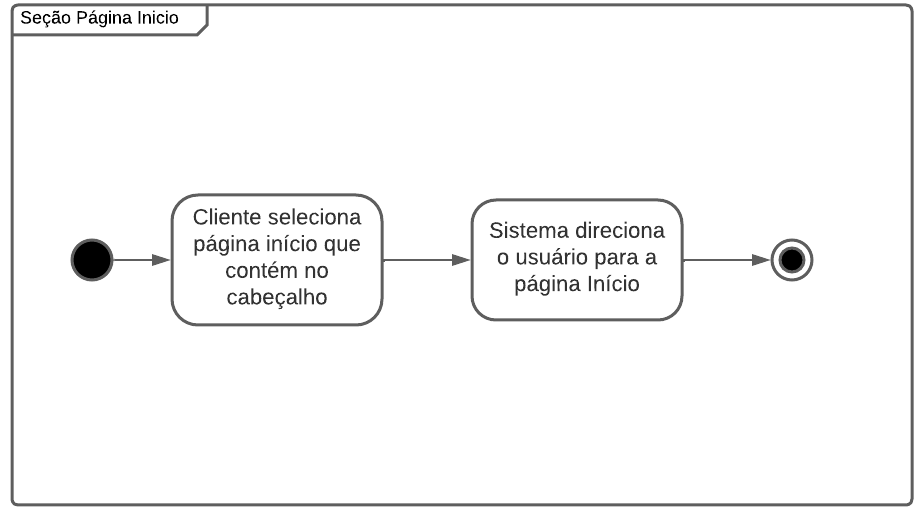 Seção Página Inicio
Cliente seleciona
página início que
contém no
cabeçalho
Sistema direciona
o usuário para a
página Início